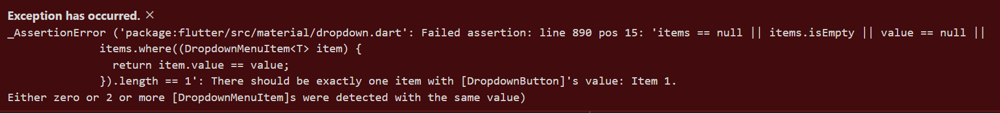 Exception has occurred. ×
_AssertionError ('package:flutter/src/material/dropdown.dart': Failed assertion: line 890 pos 15: 'items == null || items.isEmpty || value == null ||
items.where((DropdownMenuItem<T> item) {
return item.value == value;
}).length == 1': There should be exactly one item with [DropdownButton]'s value: Item 1.
Either zero or 2 or more [DropdownMenuItem]s were detected with the same value)